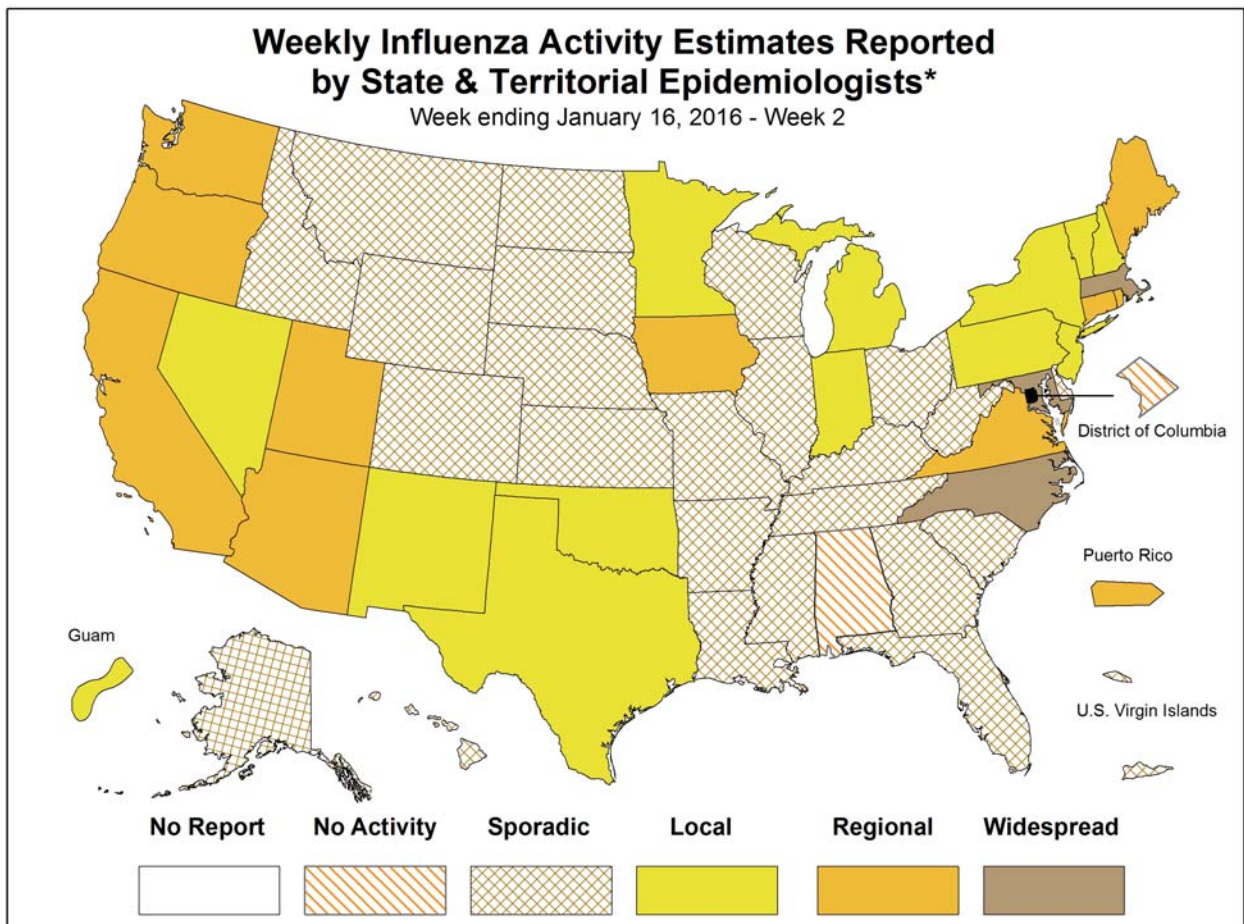 Weekly Influenza Activity Estimates Reported
by State & Territorial Epidemiologists*
Week ending January 16, 2016 - Week 2
District of Columbia
Puerto Rico
Guam
U.S. Virgin Islands
No Report
No Activity
Sporadic
Local
Regional
Widespread